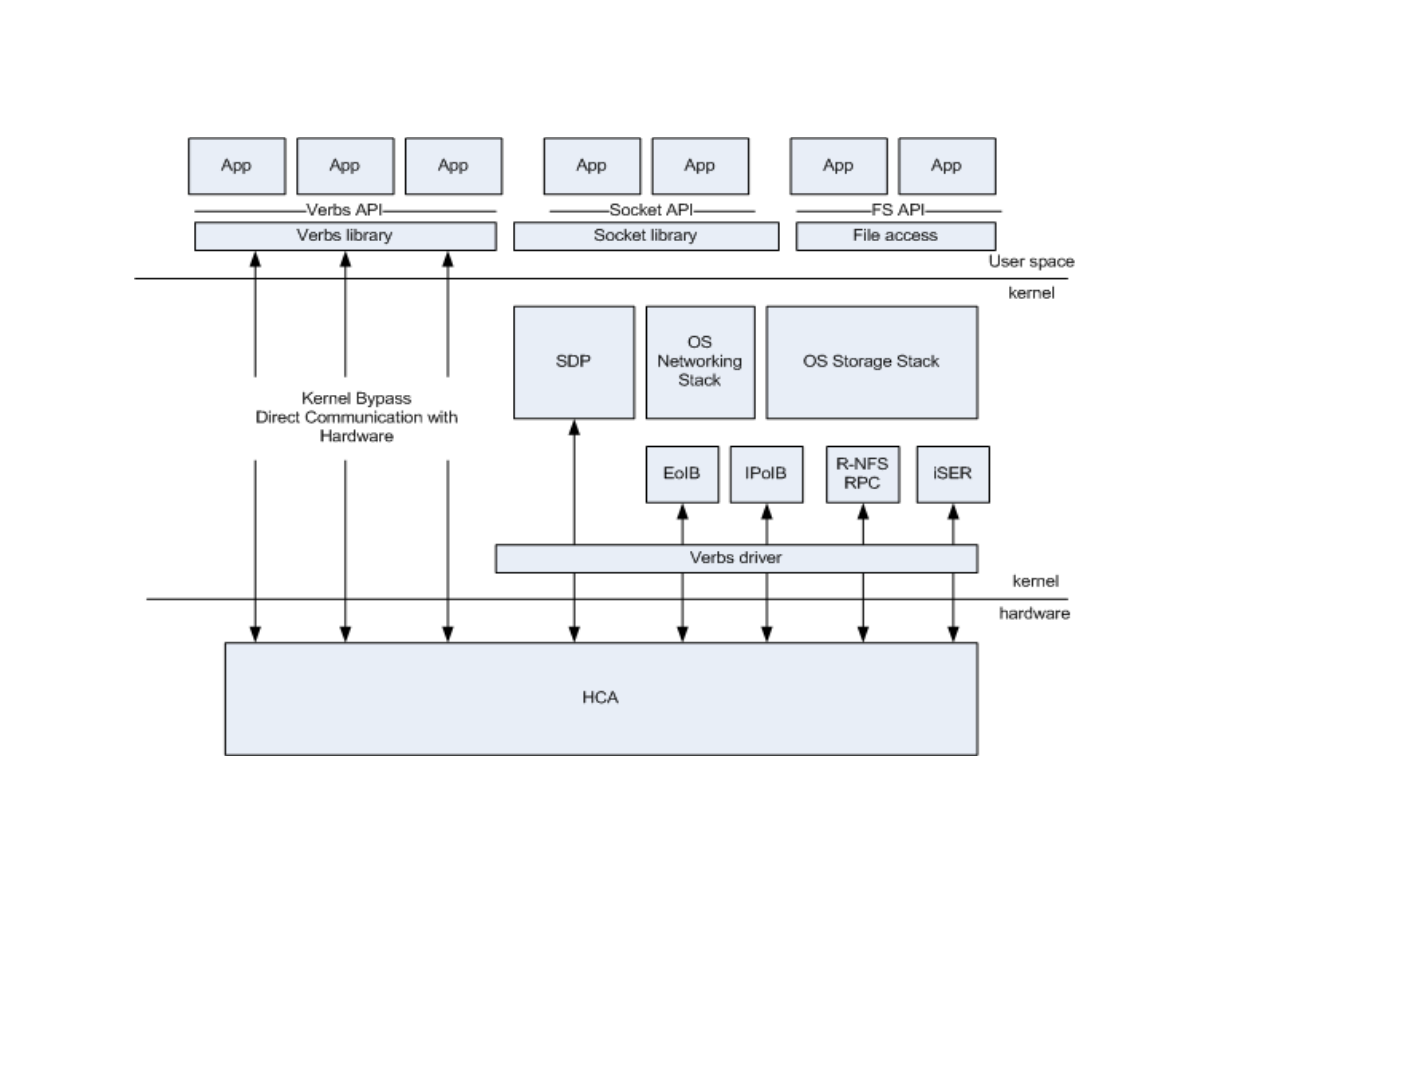 App App App App App App App
Verbs API Socket API FS API
Verbs library Socket library File access
User space
kernel
SDP
OS
Networking
Stack
OS Storage Stack
Kernel Bypass
Direct Communication with
Hardware
EoIB
IPoIB
R-NFS
RPC
iSER
Verbs driver
kernel
hardware
HCA